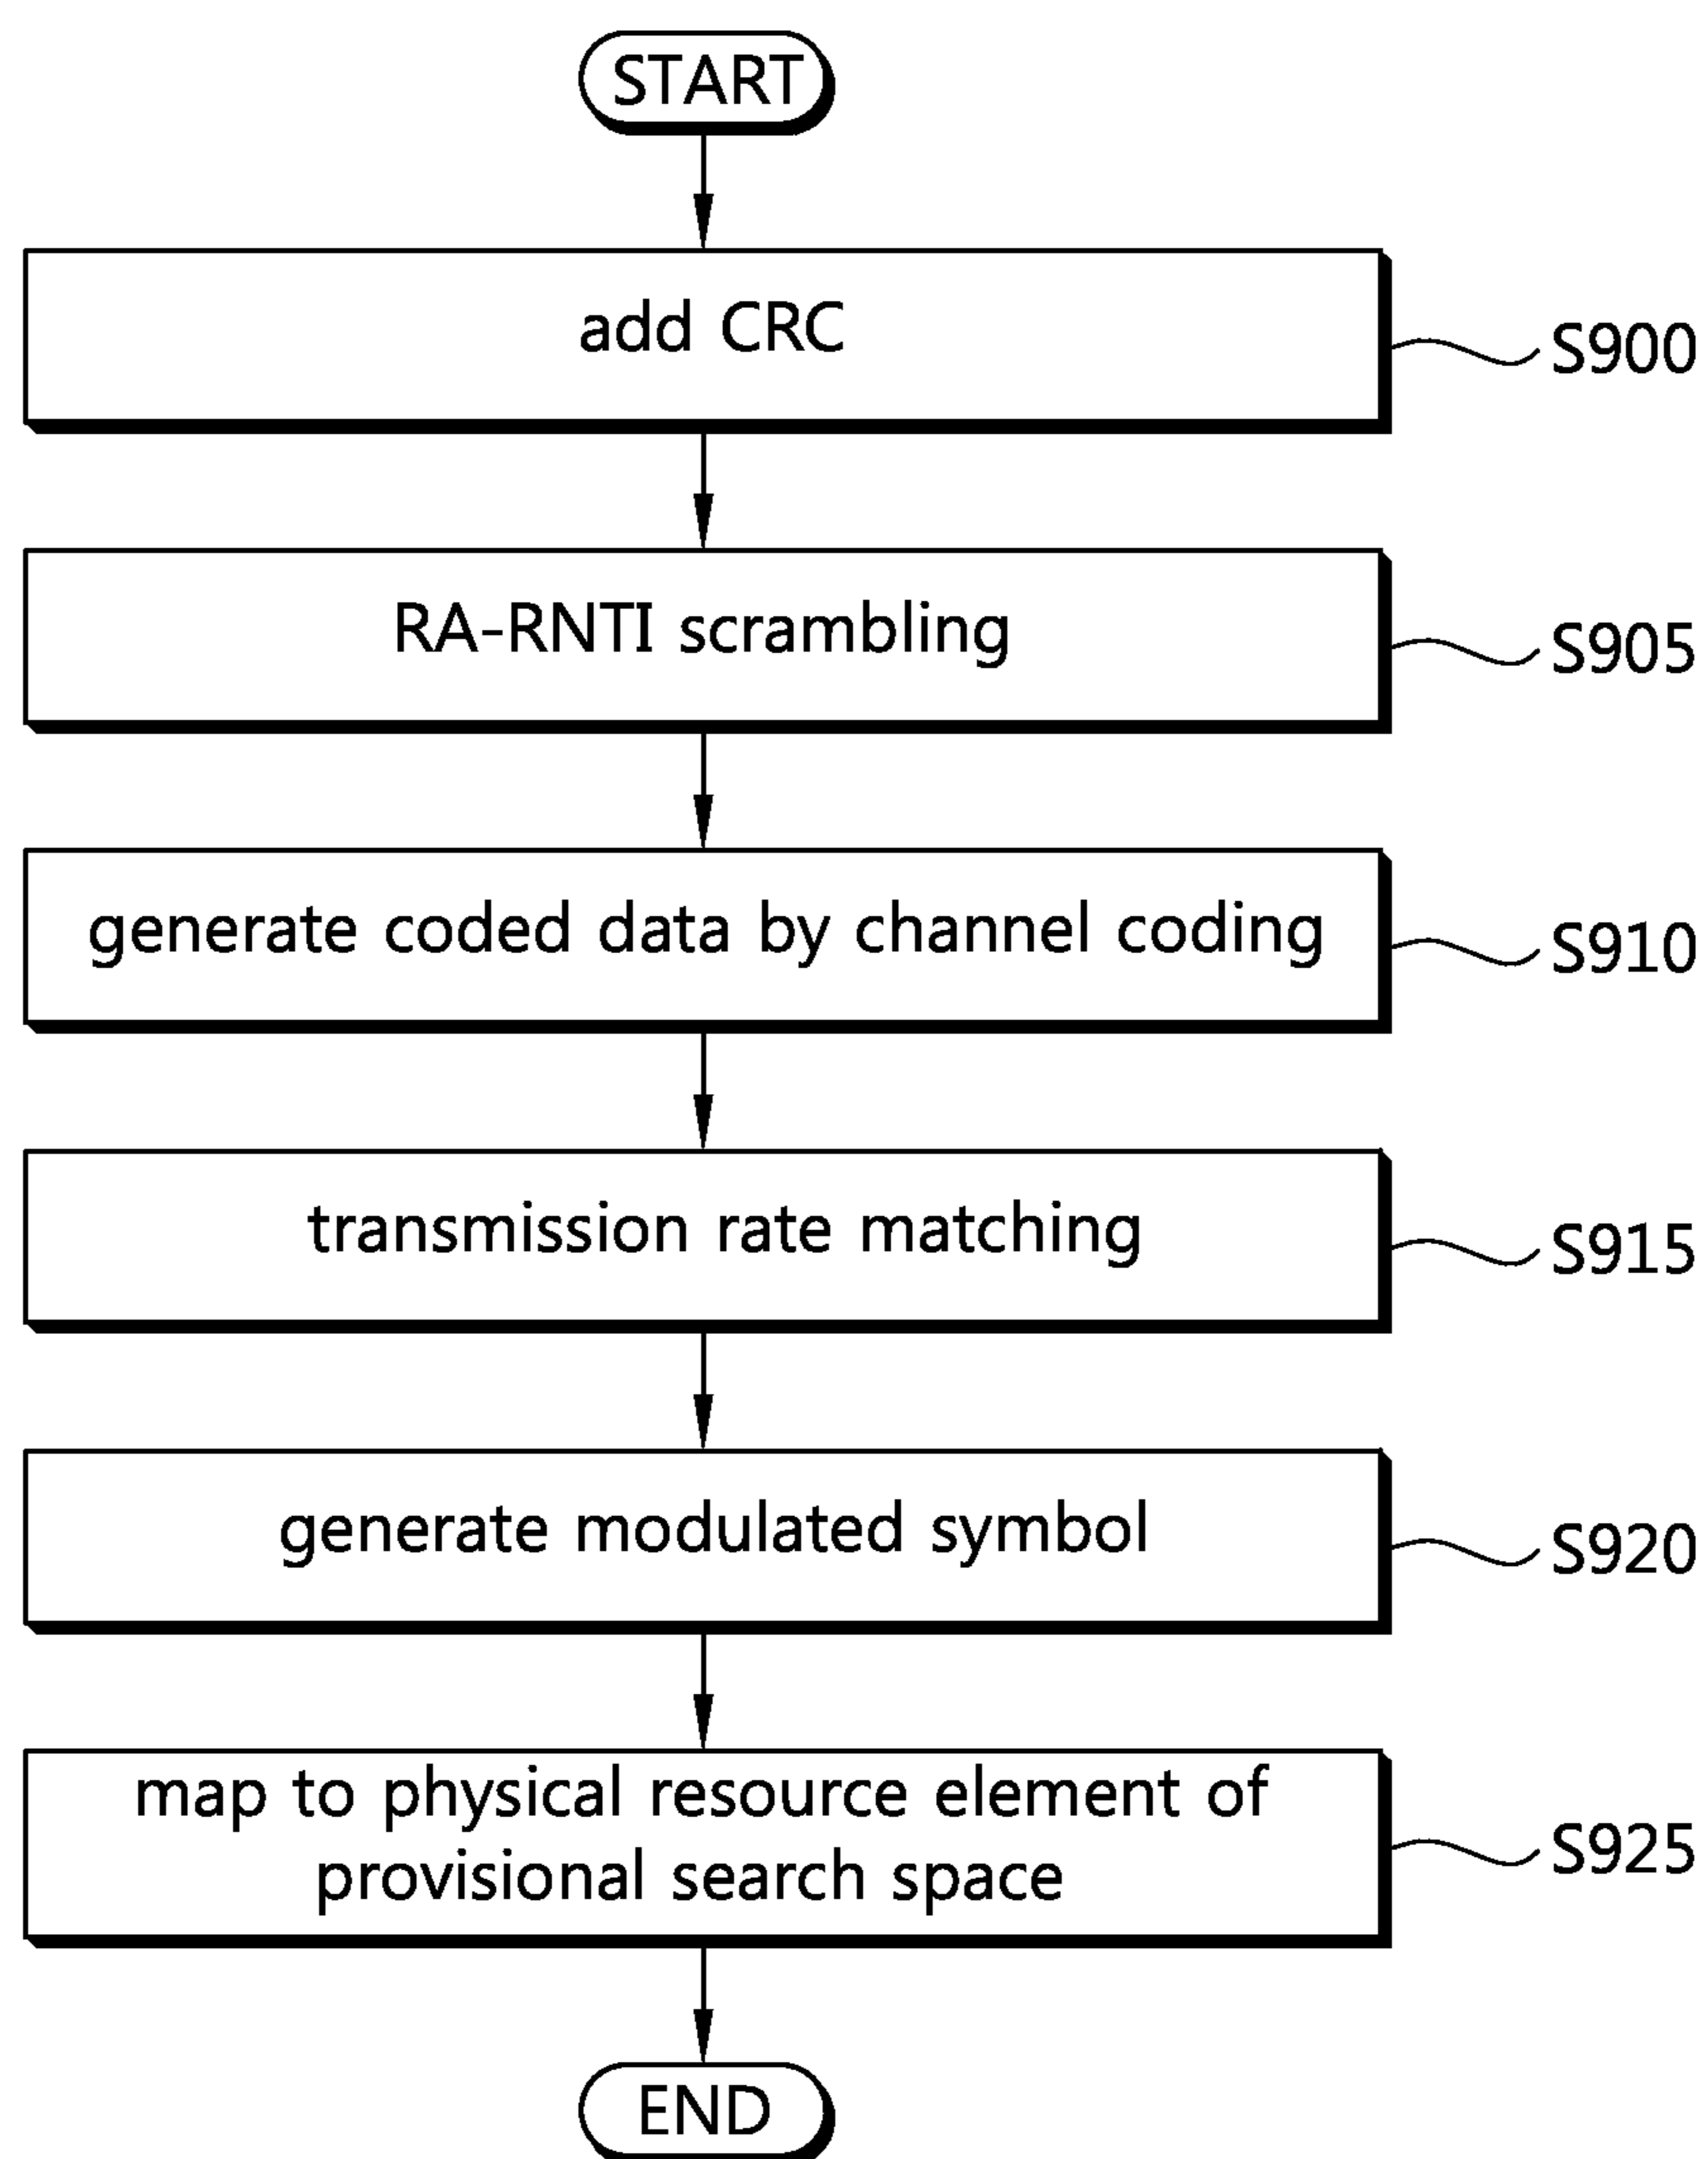 START
add CRC
S900
RA-RNTI scrambling
S905
generate coded data by channel coding
S910
transmission rate matching
S915
generate modulated symbol
S920
map to physical resource element of
provisional search space
S925
END